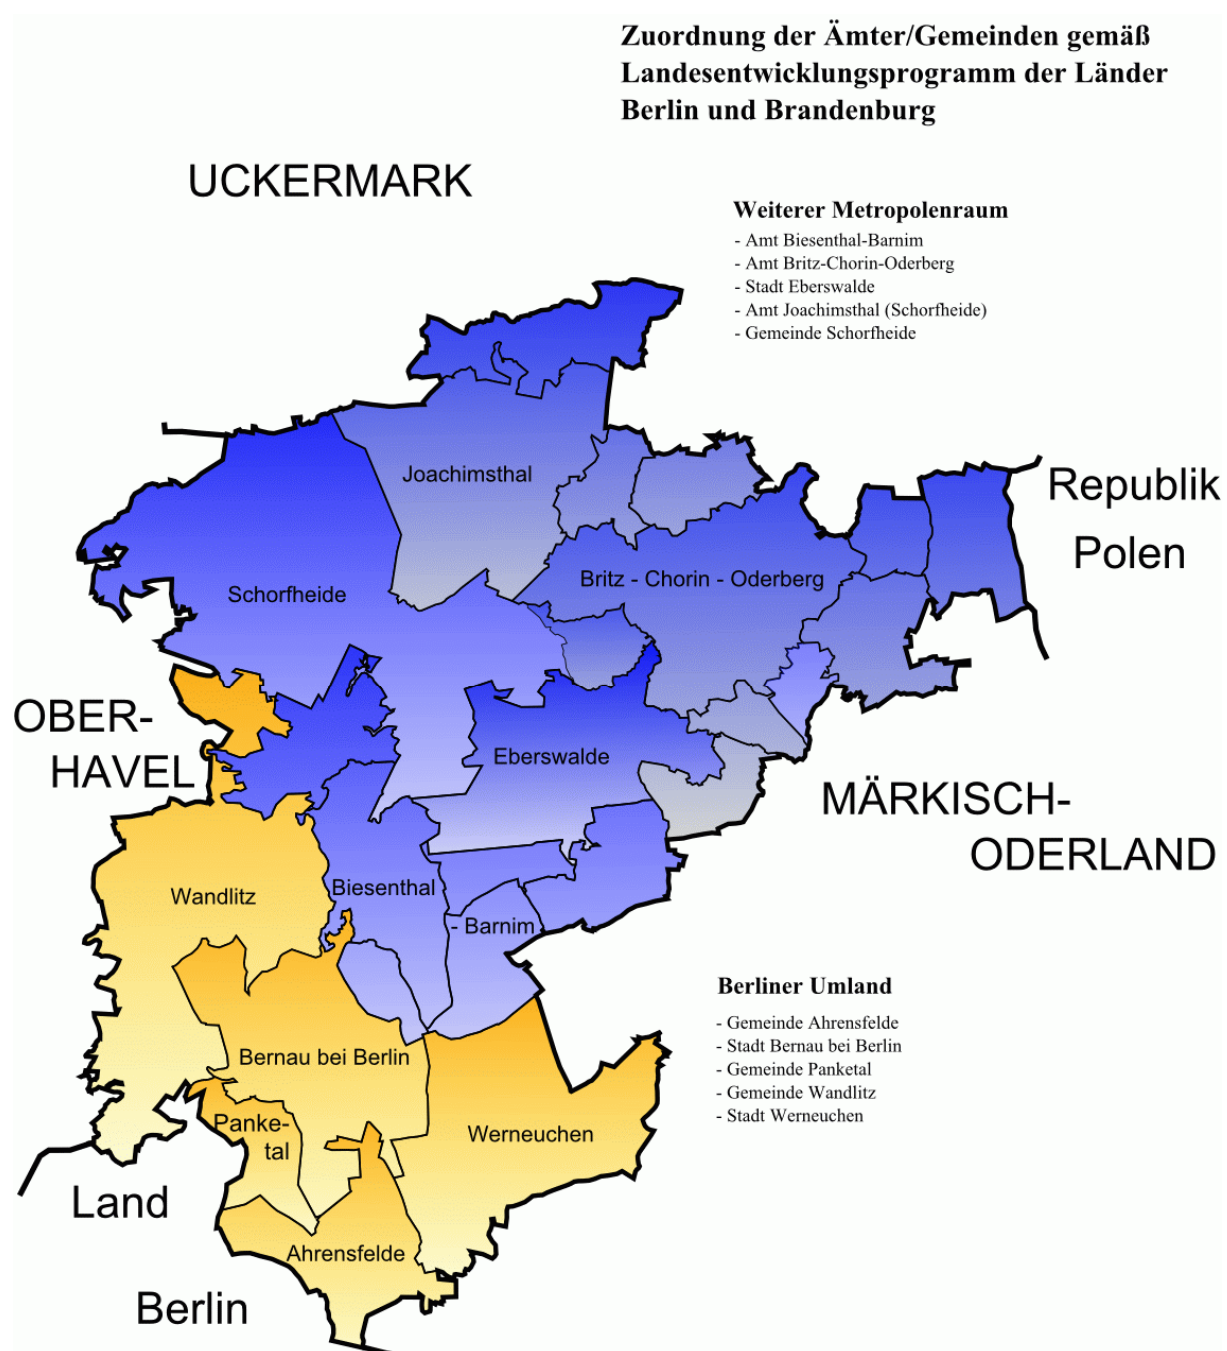 Zuordnung der Ämter/Gemeinden gemäß
Landesentwicklungsprogramm der Länder
Berlin und Brandenburg
UCKERMARK
Weiterer Metropolenraum
- Amt Biesenthal-Barnim
- Amt Britz-Chorin-Oderberg
- Stadt Eberswalde
- Amt Joachimsthal (Schorfheide)
- Gemeinde Schorfheide
Joachimsthal
Republik
Polen
Britz - Chorin - Oderberg
Schorfheide
OBER-
HAVEL
Eberswalde
MÄRKISCH-
ODERLAND
Wandlitz
Biesenthal
- Barnim
Berliner Umland
- Gemeinde Ahrensfelde
- Stadt Bernau bei Berlin
- Gemeinde Panketal
- Gemeinde Wandlitz
- Stadt Werneuchen
Bernau bei Berlin
Panke-
tal
Werneuchen
Land
Ahrensfelde
Berlin